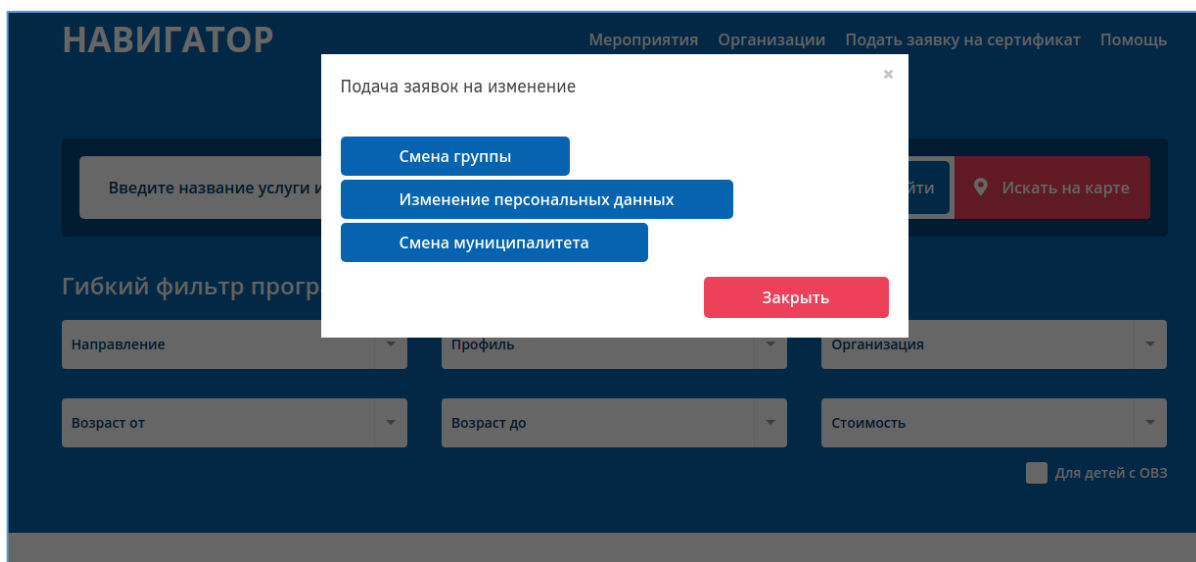 НАВИГАТОР
Мероприятия Организации Подать заявку на сертификат Помощь
Подача заявок на изменение
Смена группы
Изменение персональных данных
Смена муниципалитета
Закрыть
Введите название услуги
Искать на карте
Гибкий фильтр
Направление Профиль Организация
Возраст от Возраст до Стоимость
Для детей с ОВЗ